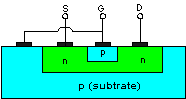 S G D
P
n n
p (subtrate)